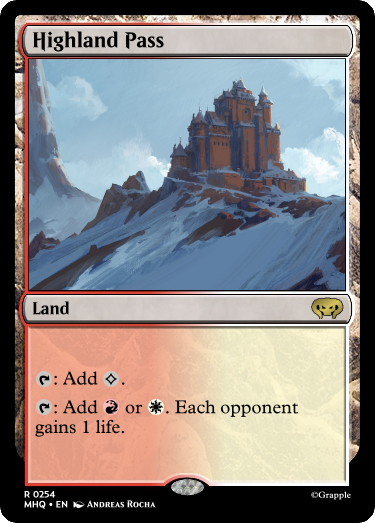 Highland Pass
Land
: Add .
: Add or . Each opponent
gains 1 life.
R 0254
MHQ • EN Andreas Rocha
©Grapple